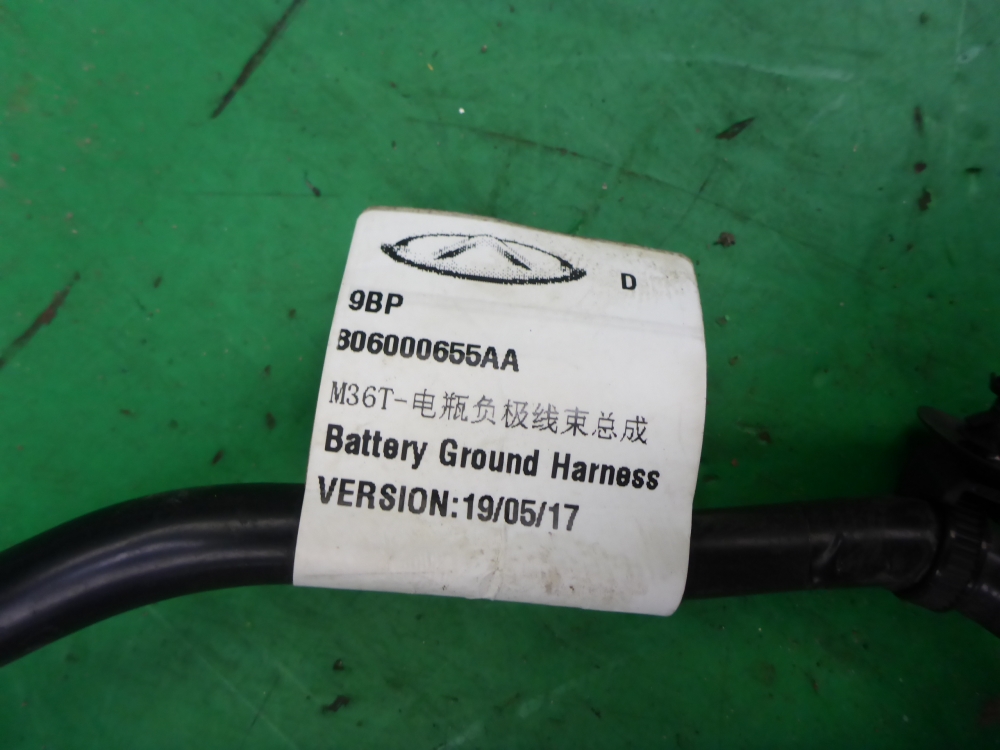 D
9BP
806000655AA
M36T-电瓶负极线束总成
Battery Ground Harness
VERSION:19/05/17